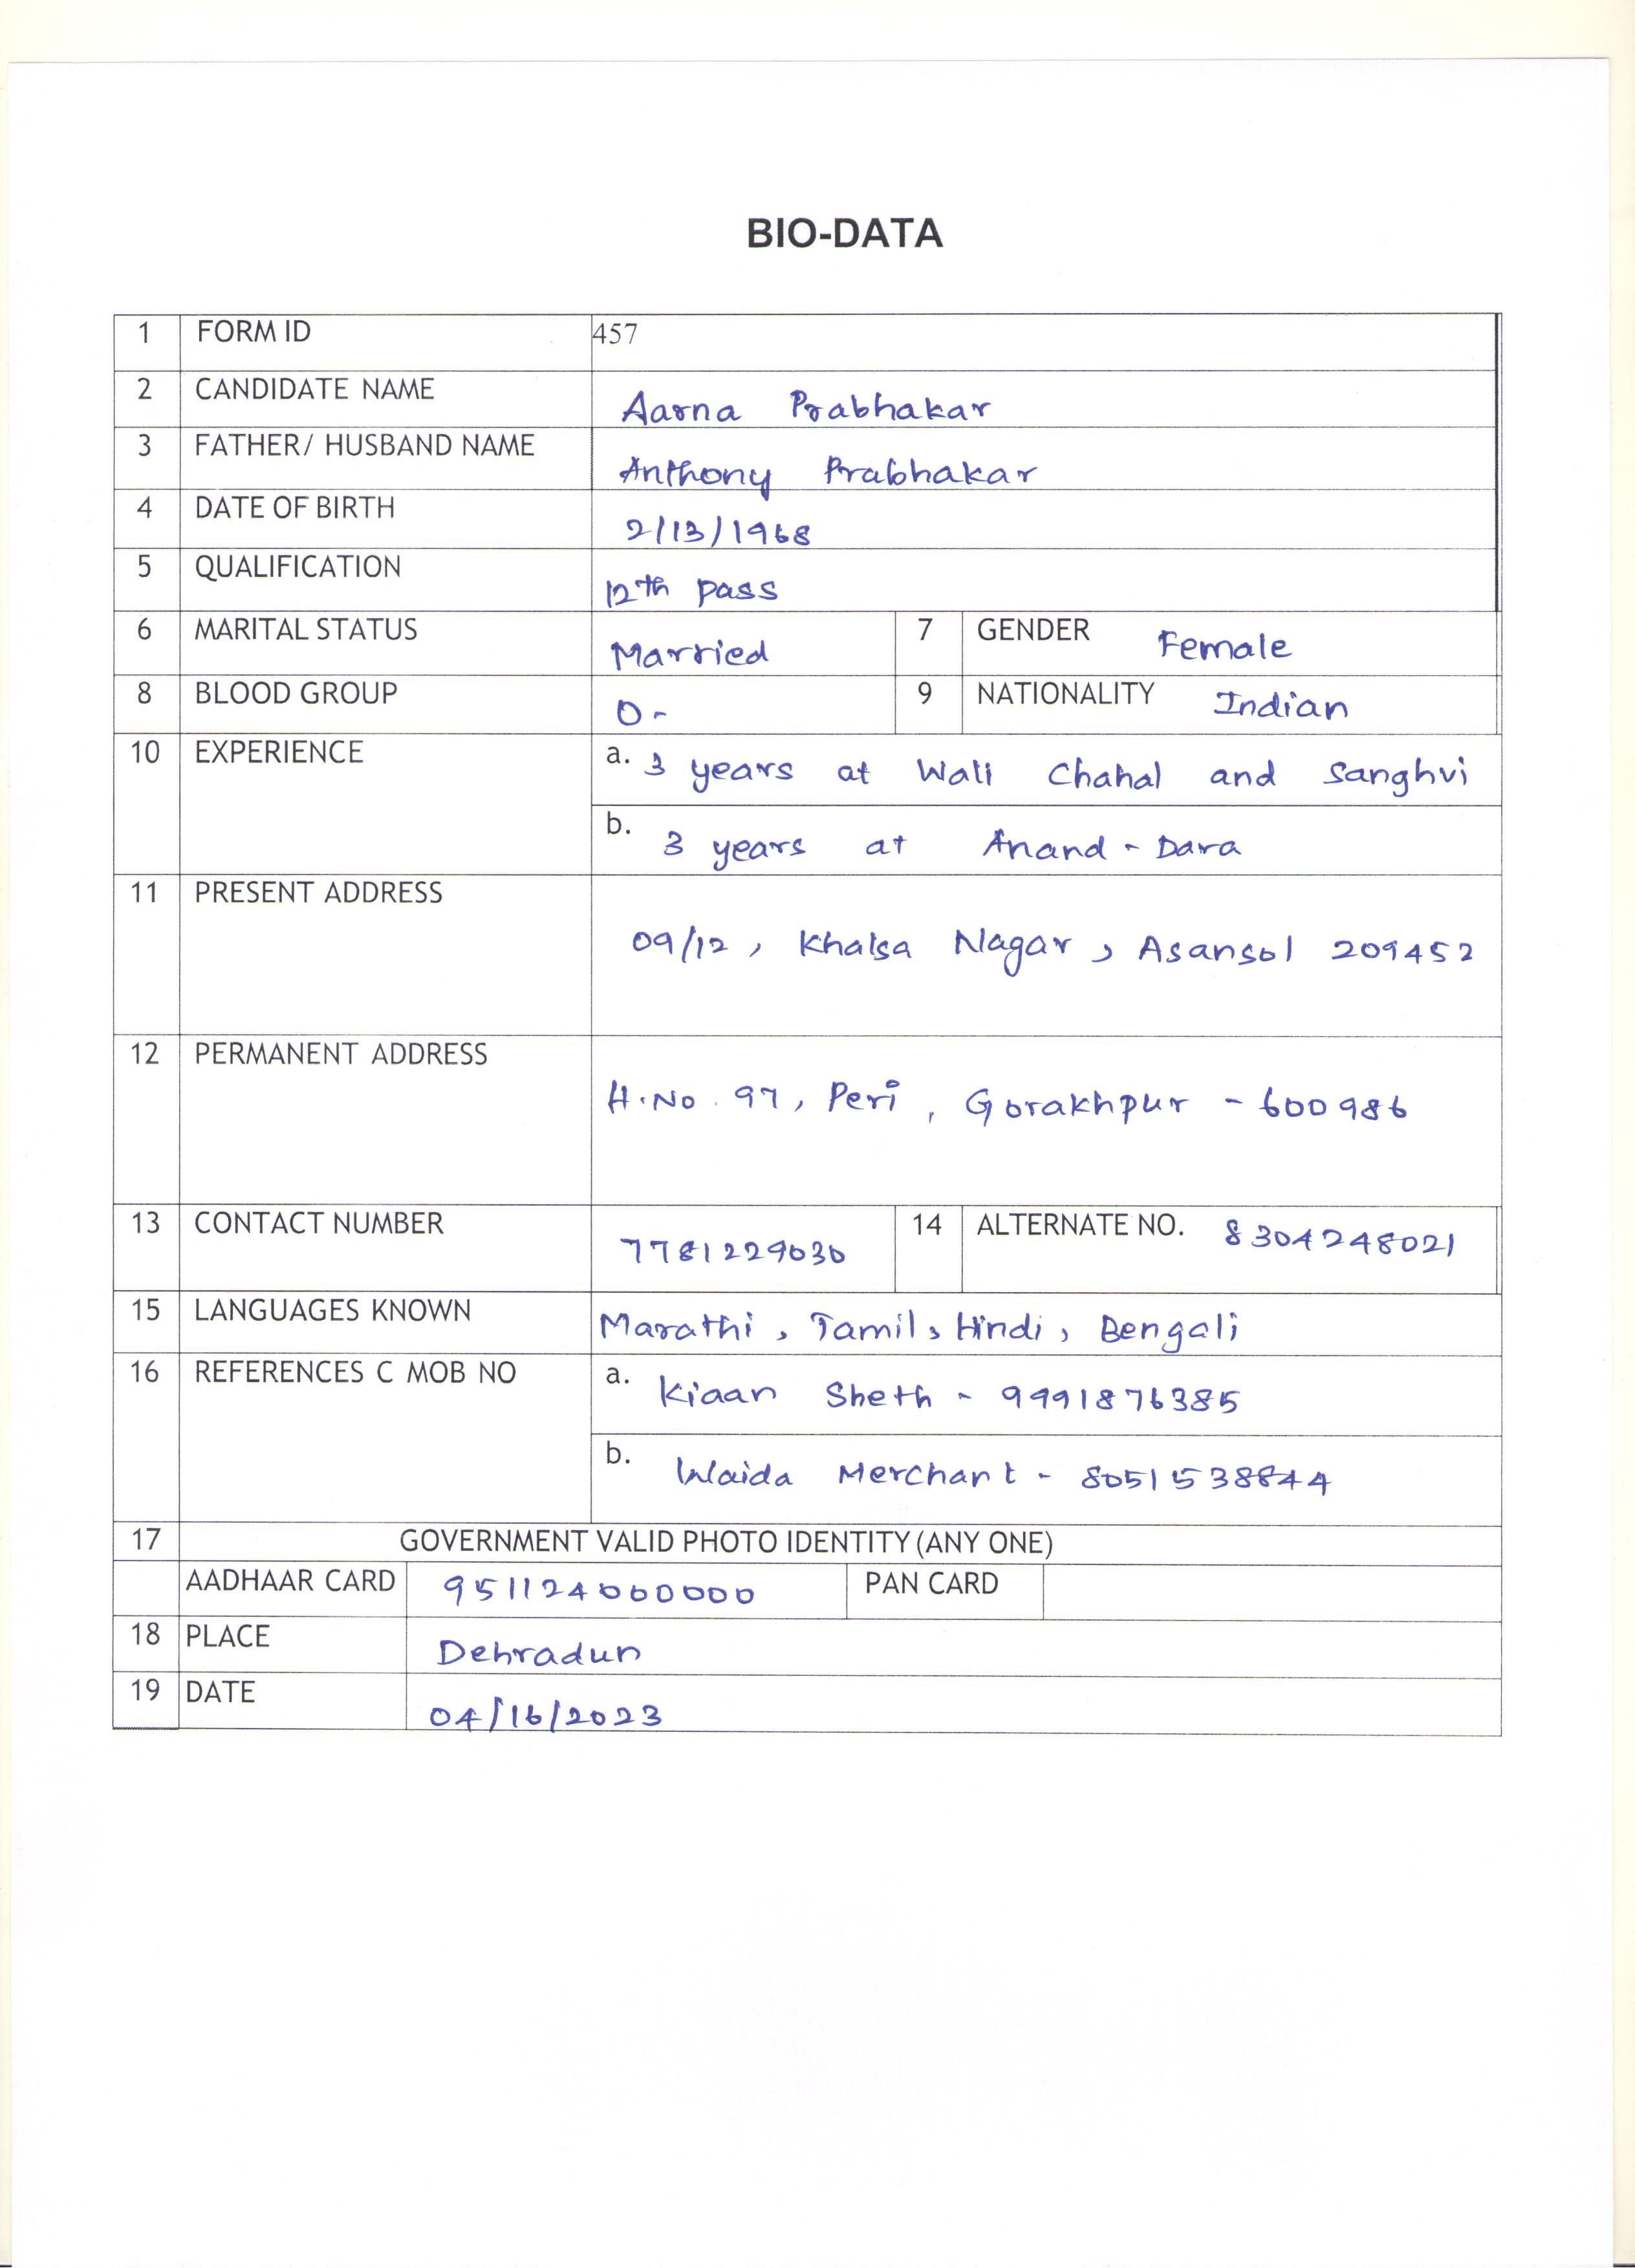 BIO-DATA
1 FORM ID 457
2 CANDIDATE NAME Aarna Prabhakar
3 FATHER/ HUSBAND NAME Anthony Prabhakar
4 DATE OF BIRTH 2/13/1968
5 QUALIFICATION 12th pass
6 MARITAL STATUS Married 7 GENDER Female
8 BLOOD GROUP O- 9 NATIONALITY Indian
10 EXPERIENCE a. 3 years at Wali Chahal and Sanghvi
b. 3 years at Anand - Dara
11 PRESENT ADDRESS 09/12, Khalsa Nagar, Asansol 209452
12 PERMANENT ADDRESS H.No. 97, Peri, Gorakhpur - 600986
13 CONTACT NUMBER 7781229030 14 ALTERNATE NO. 8304248021
15 LANGUAGES KNOWN Marathi, Tamil, Hindi, Bengali
16 REFERENCES C MOB NO a. Kiaan Sheth - 9991876385
b. Waida Merchant - 8051538844
17 GOVERNMENT VALID PHOTO IDENTITY (ANY ONE)
AADHAAR CARD 951124000000 PAN CARD
18 PLACE Dehradun
19 DATE 04/16/2023